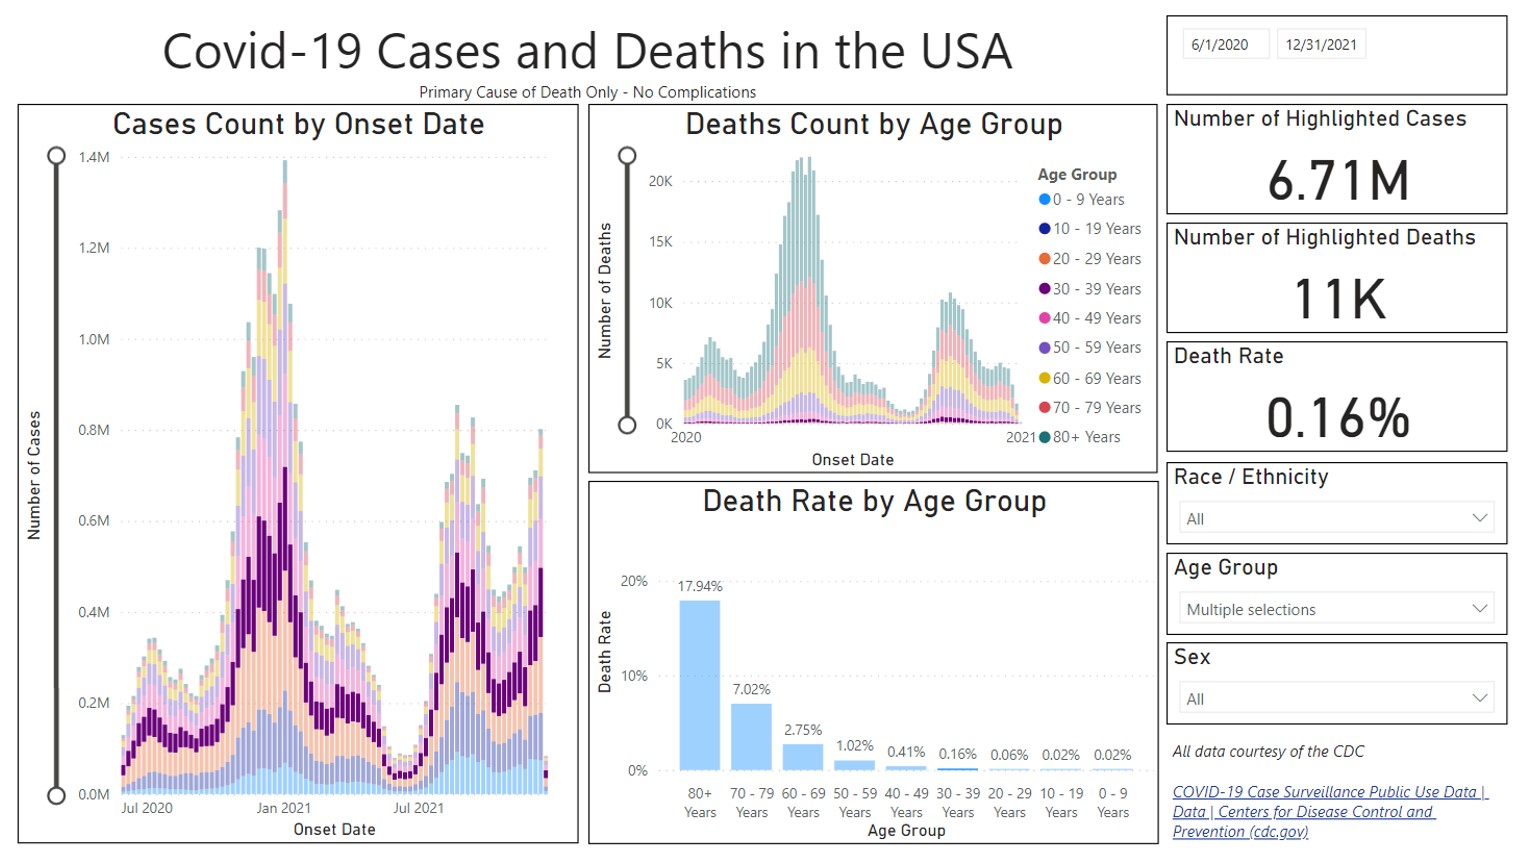 Covid-19 Cases and Deaths in the USA
Primary Cause of Death Only - No Complications
6/1/2020
12/31/2021
Cases Count by Onset Date
Number of Cases
1.4M
1.2M
1.0M
0.8M
0.6M
0.4M
0.2M
0.0M
Jul 2020
Jan 2021
Jul 2021
Onset Date
Deaths Count by Age Group
Number of Deaths
20K
15K
10K
5K
0K
2020
2021
Onset Date
Age Group
0 - 9 Years
10 - 19 Years
20 - 29 Years
30 - 39 Years
40 - 49 Years
50 - 59 Years
60 - 69 Years
70 - 79 Years
80+ Years
Death Rate by Age Group
Death Rate
20%
10%
0%
17.94%
7.02%
2.75%
1.02%
0.41%
0.16%
0.06%
0.02%
0.02%
80+
Years
70 - 79
Years
60 - 69
Years
50 - 59
Years
40 - 49
Years
30 - 39
Years
20 - 29
Years
10 - 19
Years
0 - 9
Years
Age Group
Number of Highlighted Cases
6.71M
Number of Highlighted Deaths
11K
Death Rate
0.16%
Race / Ethnicity
All
Age Group
Multiple selections
Sex
All
All data courtesy of the CDC
COVID-19 Case Surveillance Public Use Data |
Data | Centers for Disease Control and
Prevention (cdc.gov)